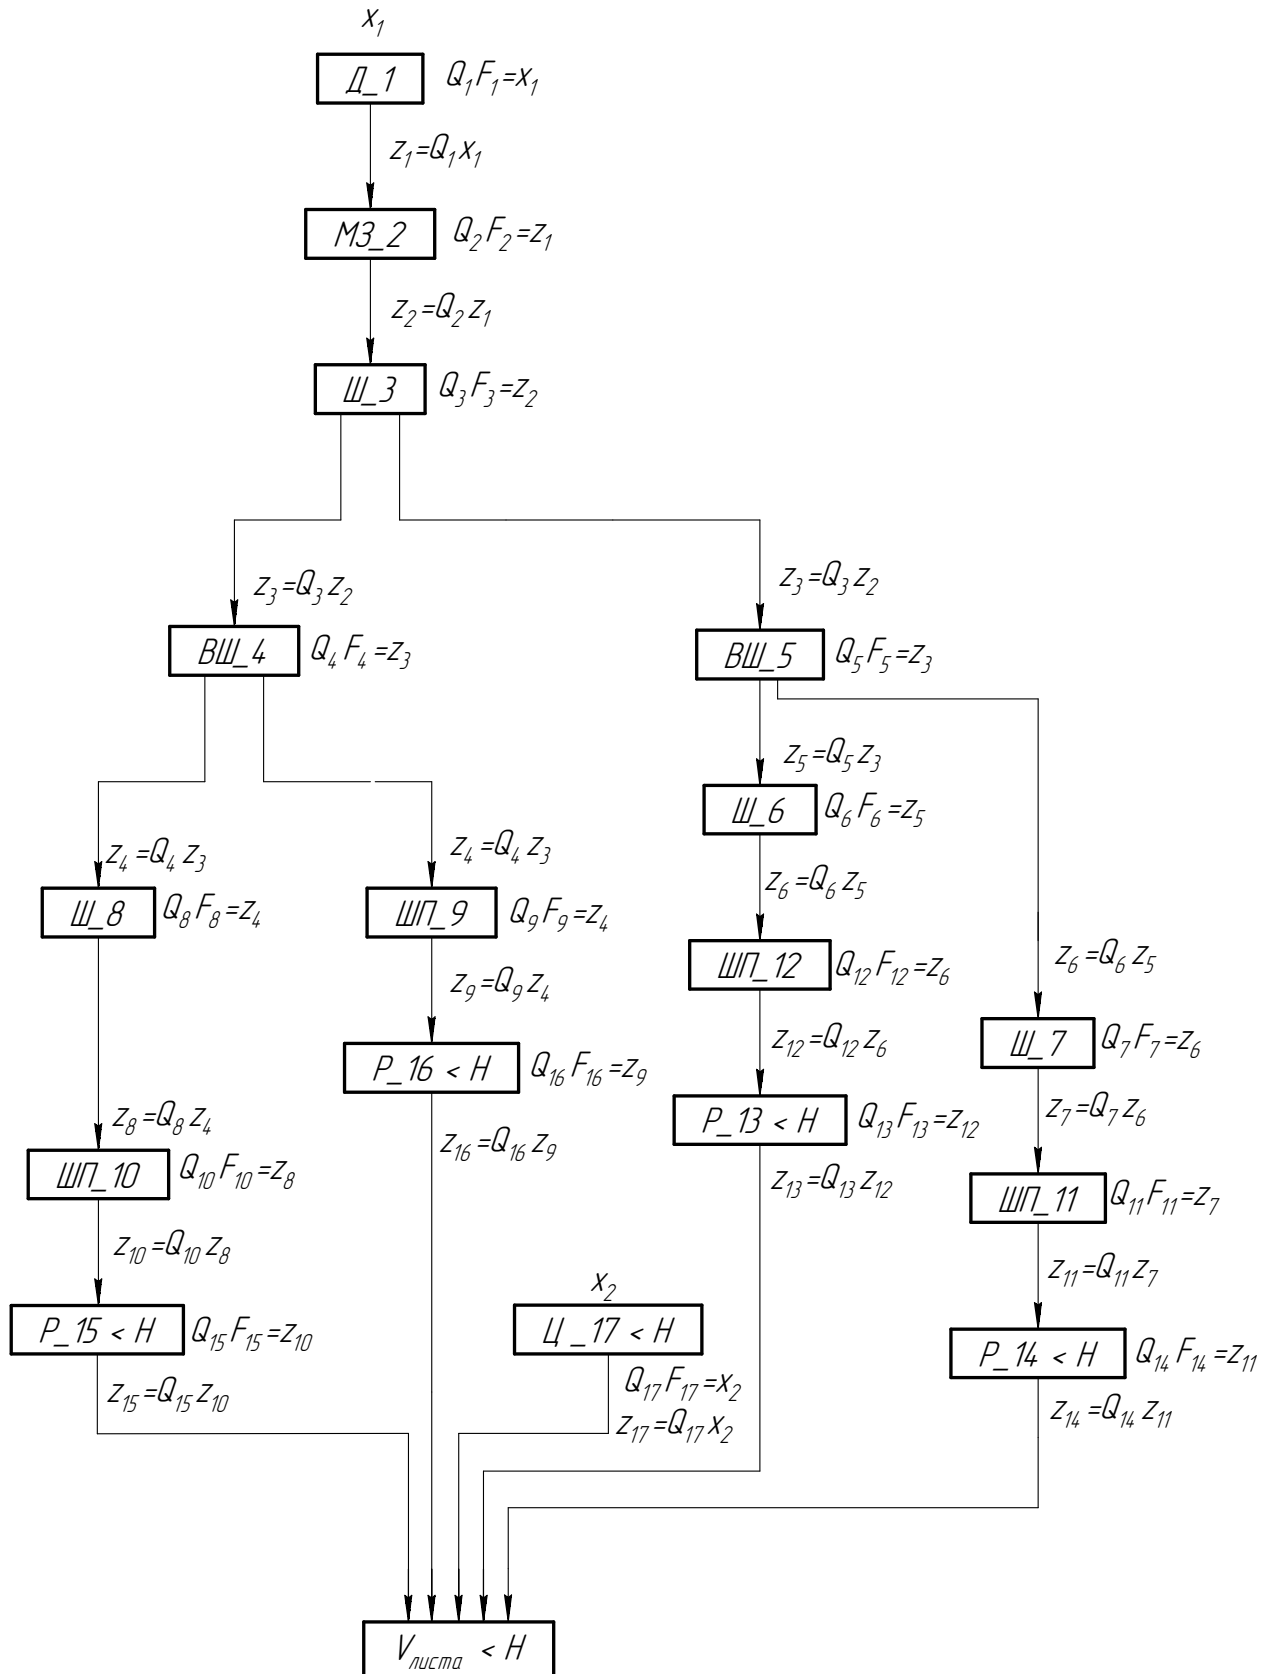 x₁
Д_1 Q₁F₁=x₁
z₁=Q₁x₁
МЗ_2 Q₂F₂=z₁
z₂=Q₂z₁
Ш_3 Q₃F₃=z₂
z₃=Q₃z₂ z₃=Q₃z₂
ВШ_4 Q₄F₄=z₃ ВШ_5 Q₅F₅=z₃
z₅=Q₅z₃
Ш_6 Q₆F₆=z₅
z₄=Q₄z₃ z₄=Q₄z₃
z₆=Q₆z₅
Ш_8 Q₈F₈=z₄ ШП_9 Q₉F₉=z₄
z₆=Q₆z₅
ШП_12 Q₁₂F₁₂=z₆
z₉=Q₉z₄
z₁₂=Q₁₂z₆ Ш_7 Q₇F₇=z₆
Р_16 < Н Q₁₆F₁₆=z₉
z₈=Q₈z₄ Р_13 < Н Q₁₃F₁₃=z₁₂ z₇=Q₇z₆
z₁₆=Q₁₆z₉
ШП_10 Q₁₀F₁₀=z₈ z₁₃=Q₁₃z₁₂
ШП_11 Q₁₁F₁₁=z₇
z₁₀=Q₁₀z₈
z₁₁=Q₁₁z₇
x₂
Р_15 < Н Q₁₅F₁₅=z₁₀ Ц_17 < Н
Р_14 < Н Q₁₄F₁₄=z₁₁
z₁₅=Q₁₅z₁₀ Q₁₇F₁₇=x₂
z₁₇=Q₁₇x₂ z₁₄=Q₁₄z₁₁
Vлиста < Н